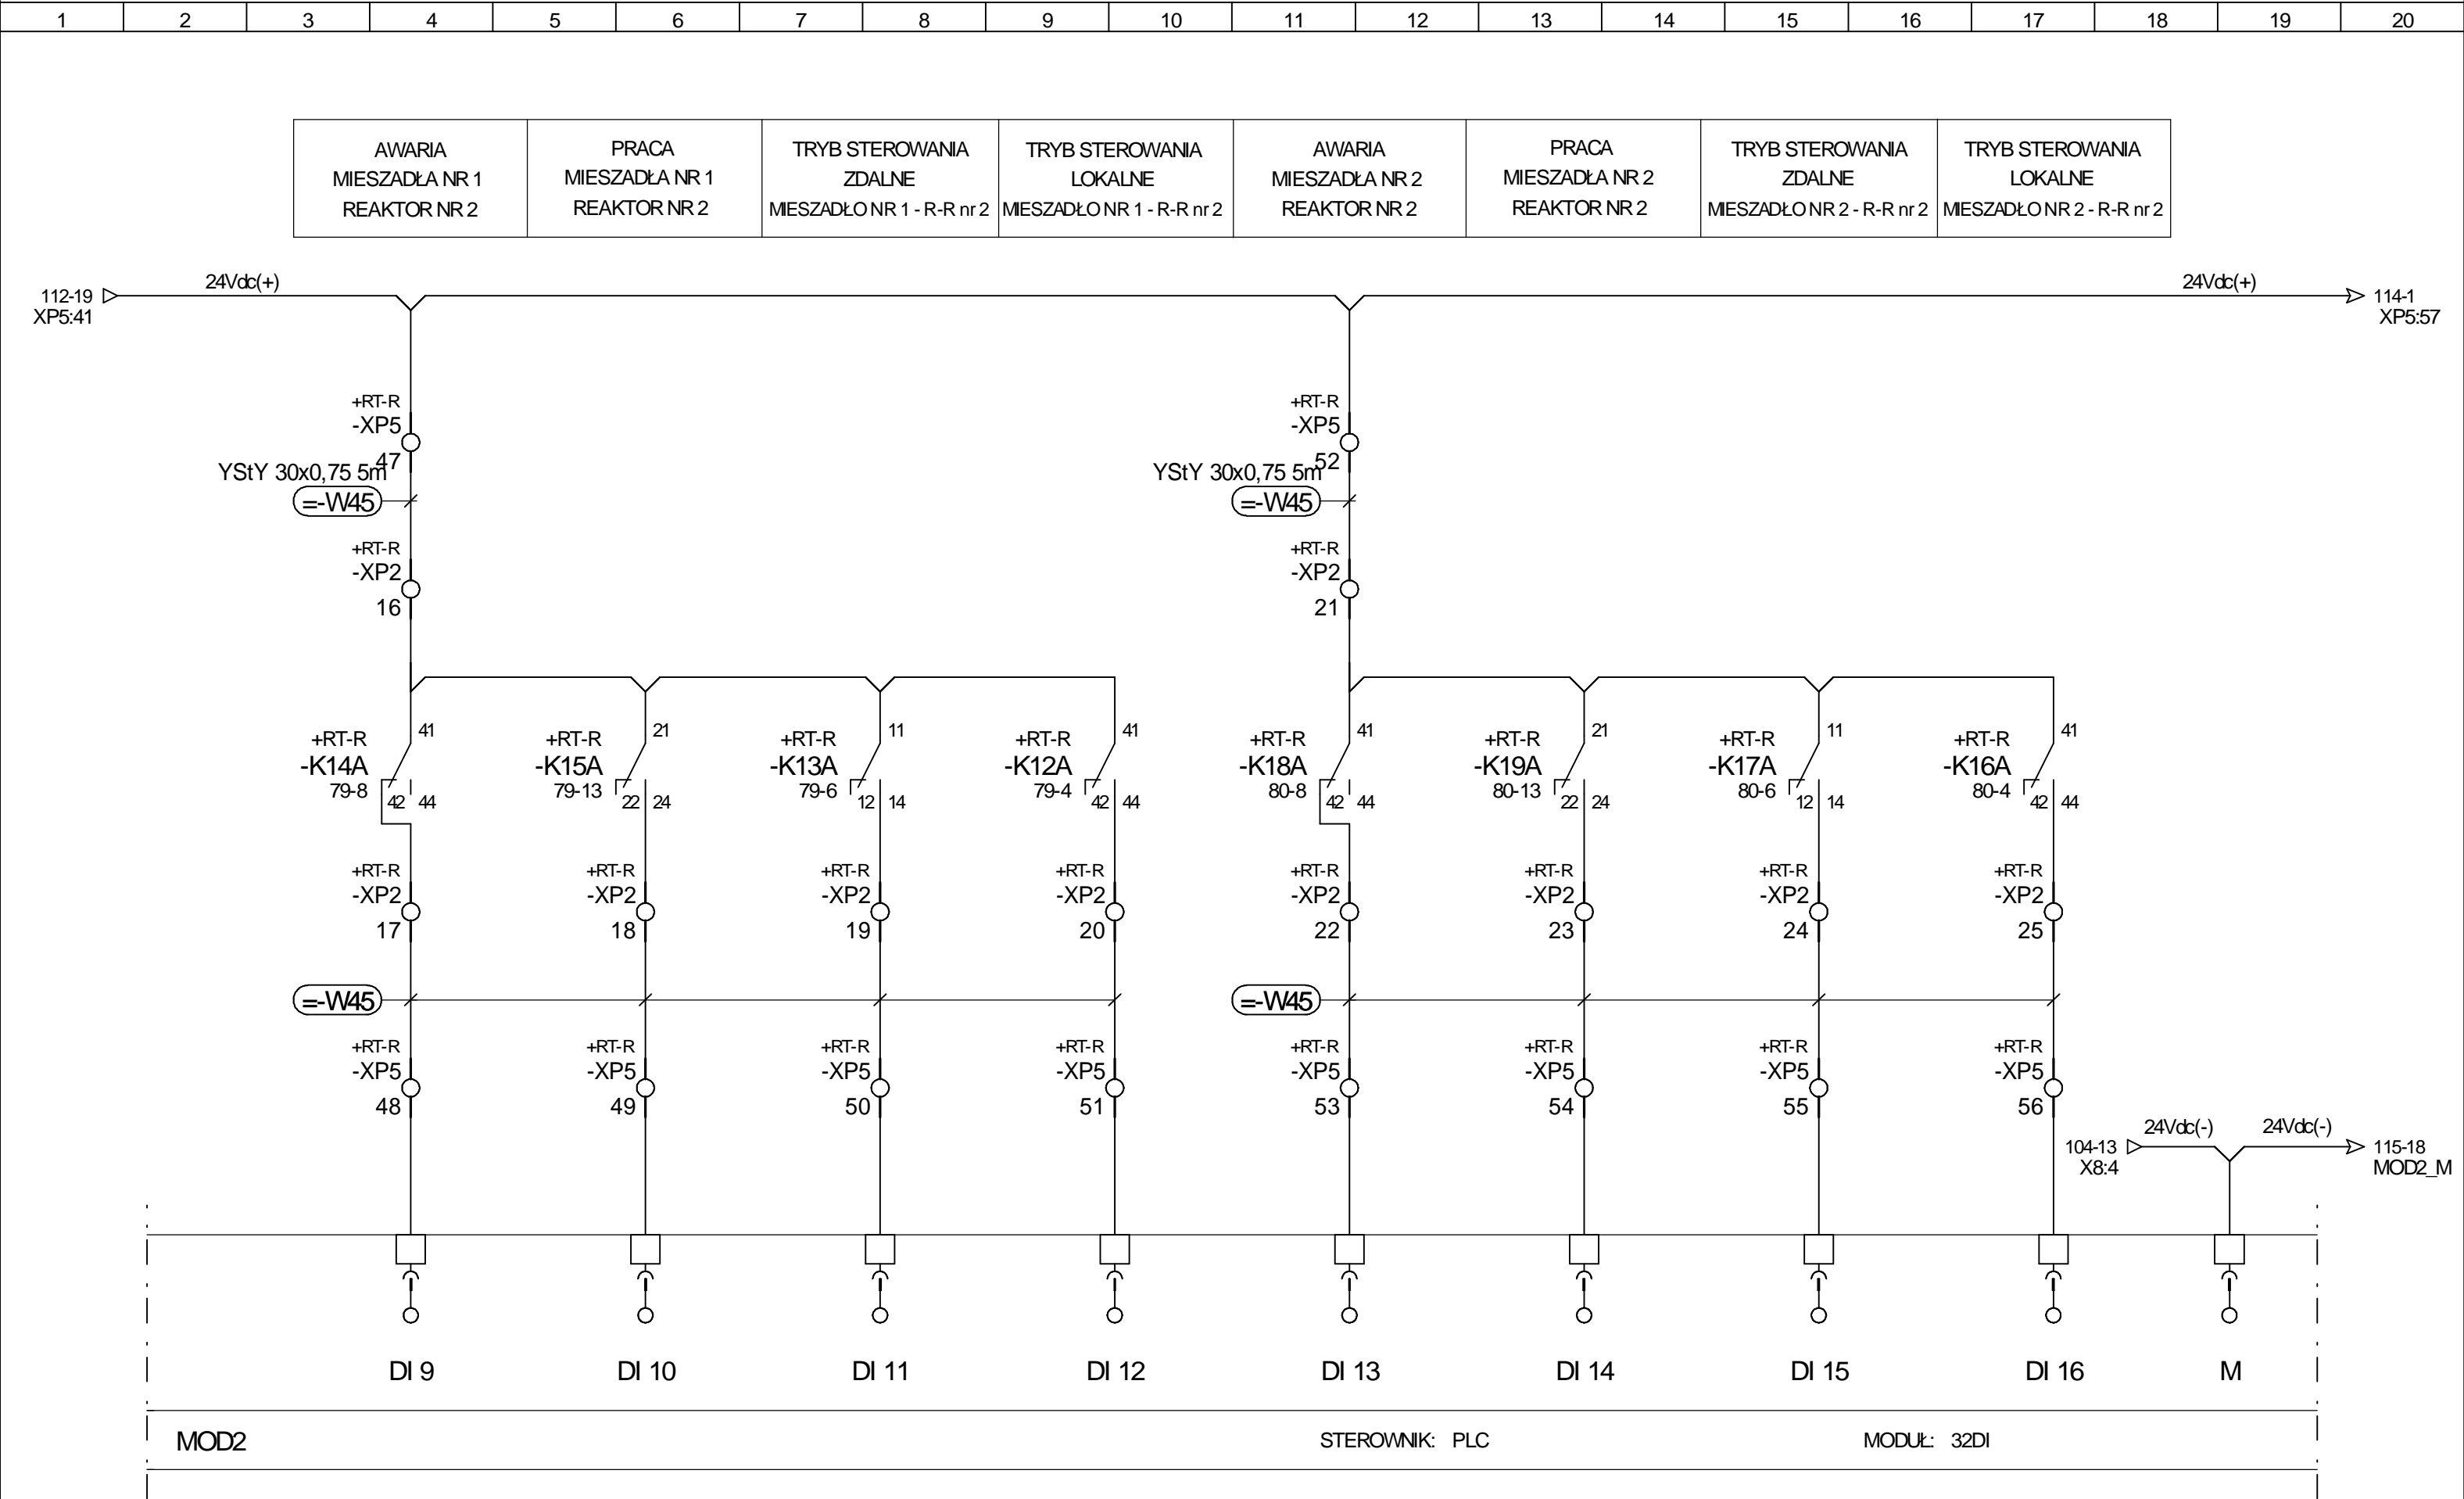 1 2 3 4 5 6 7 8 9 10 11 12 13 14 15 16 17 18 19 20
AWARIA
MIESZADŁA NR 1
REAKTOR NR 2
PRACA
MIESZADŁA NR 1
REAKTOR NR 2
TRYB STEROWANIA
ZDALNE
MIESZADŁO NR 1 - R-R nr 2
TRYB STEROWANIA
LOKALNE
MIESZADŁO NR 1 - R-R nr 2
AWARIA
MIESZADŁA NR 2
REAKTOR NR 2
PRACA
MIESZADŁA NR 2
REAKTOR NR 2
TRYB STEROWANIA
ZDALNE
MIESZADŁO NR 2 - R-R nr 2
TRYB STEROWANIA
LOKALNE
MIESZADŁO NR 2 - R-R nr 2
112-19
XP5:41
24Vdc(+)
24Vdc(+)
114-1
XP5:57
+RT-R
-XP5
47
YStY 30x0,75 5m
=-W45
+RT-R
-XP2
16
+RT-R
-XP5
52
YStY 30x0,75 5m
=-W45
+RT-R
-XP2
21
+RT-R
-K14A
79-8
41
42 44
+RT-R
-K15A
79-13
21
22 24
+RT-R
-K13A
79-6
11
12 14
+RT-R
-K12A
79-4
41
42 44
+RT-R
-K18A
80-8
41
42 44
+RT-R
-K19A
80-13
21
22 24
+RT-R
-K17A
80-6
11
12 14
+RT-R
-K16A
80-4
41
42 44
+RT-R
-XP2
17
+RT-R
-XP2
18
+RT-R
-XP2
19
+RT-R
-XP2
20
+RT-R
-XP2
22
+RT-R
-XP2
23
+RT-R
-XP2
24
+RT-R
-XP2
25
=-W45
=-W45
+RT-R
-XP5
48
+RT-R
-XP5
49
+RT-R
-XP5
50
+RT-R
-XP5
51
+RT-R
-XP5
53
+RT-R
-XP5
54
+RT-R
-XP5
55
+RT-R
-XP5
56
104-13
X8:4
24Vdc(-)
24Vdc(-)
115-18
MOD2_M
DI 9 DI 10 DI 11 DI 12 DI 13 DI 14 DI 15 DI 16 M
MOD2 STEROWNIK: PLC MODUŁ: 32DI